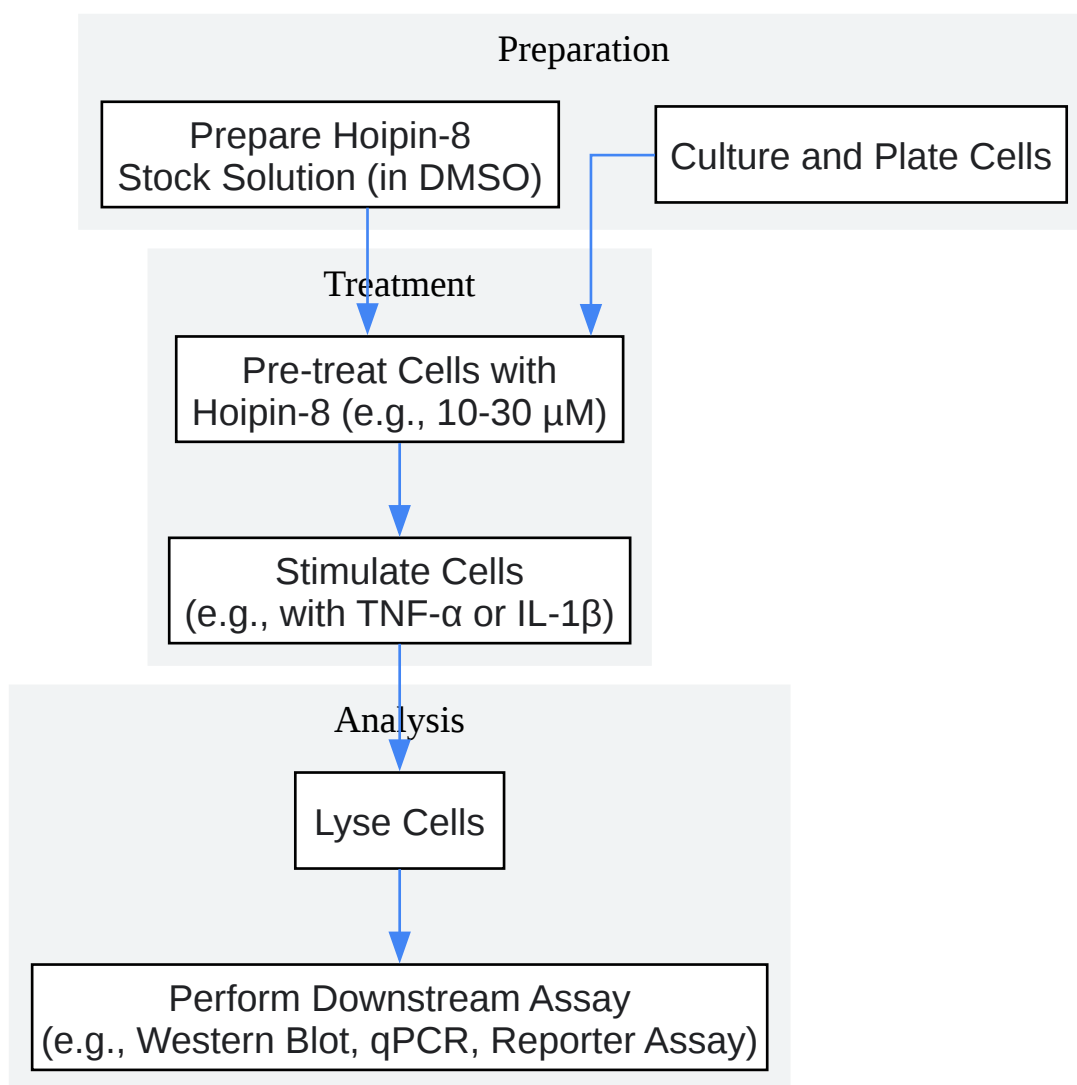 Preparation
Prepare Hoipin-8
Stock Solution (in DMSO)
Culture and Plate Cells
Treatment
Pre-treat Cells with
Hoipin-8 (e.g., 10-30 µM)
Stimulate Cells
(e.g., with TNF-α or IL-1β)
Analysis
Lyse Cells
Perform Downstream Assay
(e.g., Western Blot, qPCR, Reporter Assay)